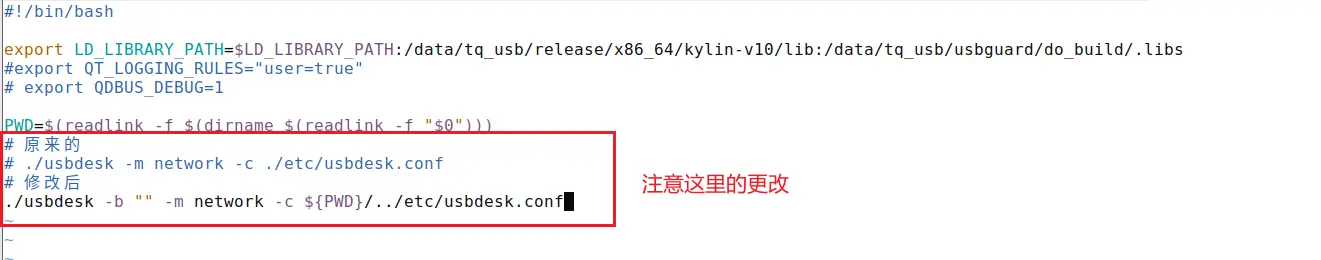 #!/bin/bash
export LD_LIBRARY_PATH=$LD_LIBRARY_PATH:/data/tq_usb/release/x86_64/kylin-v10/lib:/data/tq_usb/usbguard/do_build/.libs
#export QT_LOGGING_RULES="user=true"
# export QDBUS_DEBUG=1
PWD=$(readlink -f $(dirname $(readlink -f "$0")))
# 原来的
# ./usbdesk -m network -c ./etc/usbdesk.conf
# 修改后
./usbdesk -b "" -m network -c ${PWD}/../etc/usbdesk.conf
注意这里的更改
~
~
~